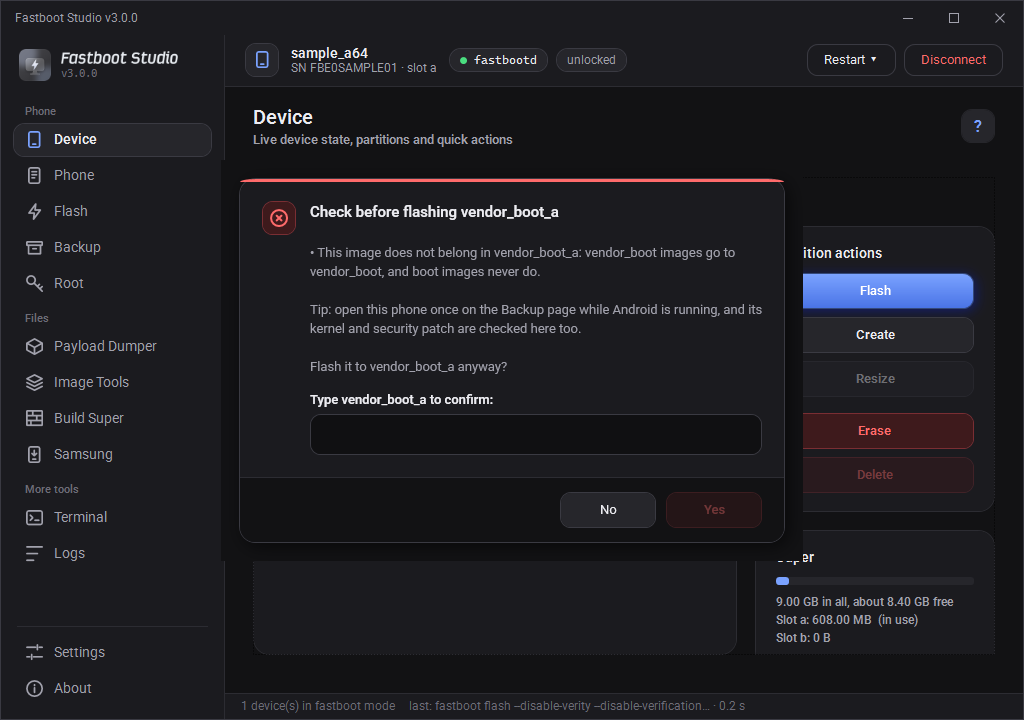 Fastboot Studio v3.0.0
Fastboot Studio
v3.0.0
sample_a64
SN FBE0SAMPLE01 · slot a
fastbootd
unlocked
Restart
Disconnect
Phone
Device
Phone
Flash
Backup
Root
Files
Payload Dumper
Image Tools
Build Super
Samsung
More tools
Terminal
Logs
Settings
About
Device
Live device state, partitions and quick actions
?
Check before flashing vendor_boot_a
• This image does not belong in vendor_boot_a: vendor_boot images go to
vendor_boot, and boot images never do.
Tip: open this phone once on the Backup page while Android is running, and its
kernel and security patch are checked here too.
Flash it to vendor_boot_a anyway?
Type vendor_boot_a to confirm:
No
Yes
ition actions
Flash
Create
Resize
Erase
Delete
9.00 GB in all, about 8.40 GB free
Slot a: 608.00 MB (in use)
Slot b: 0 B
1 device(s) in fastboot mode
last: fastboot flash --disable-verity --disable-verification… · 0.2 s